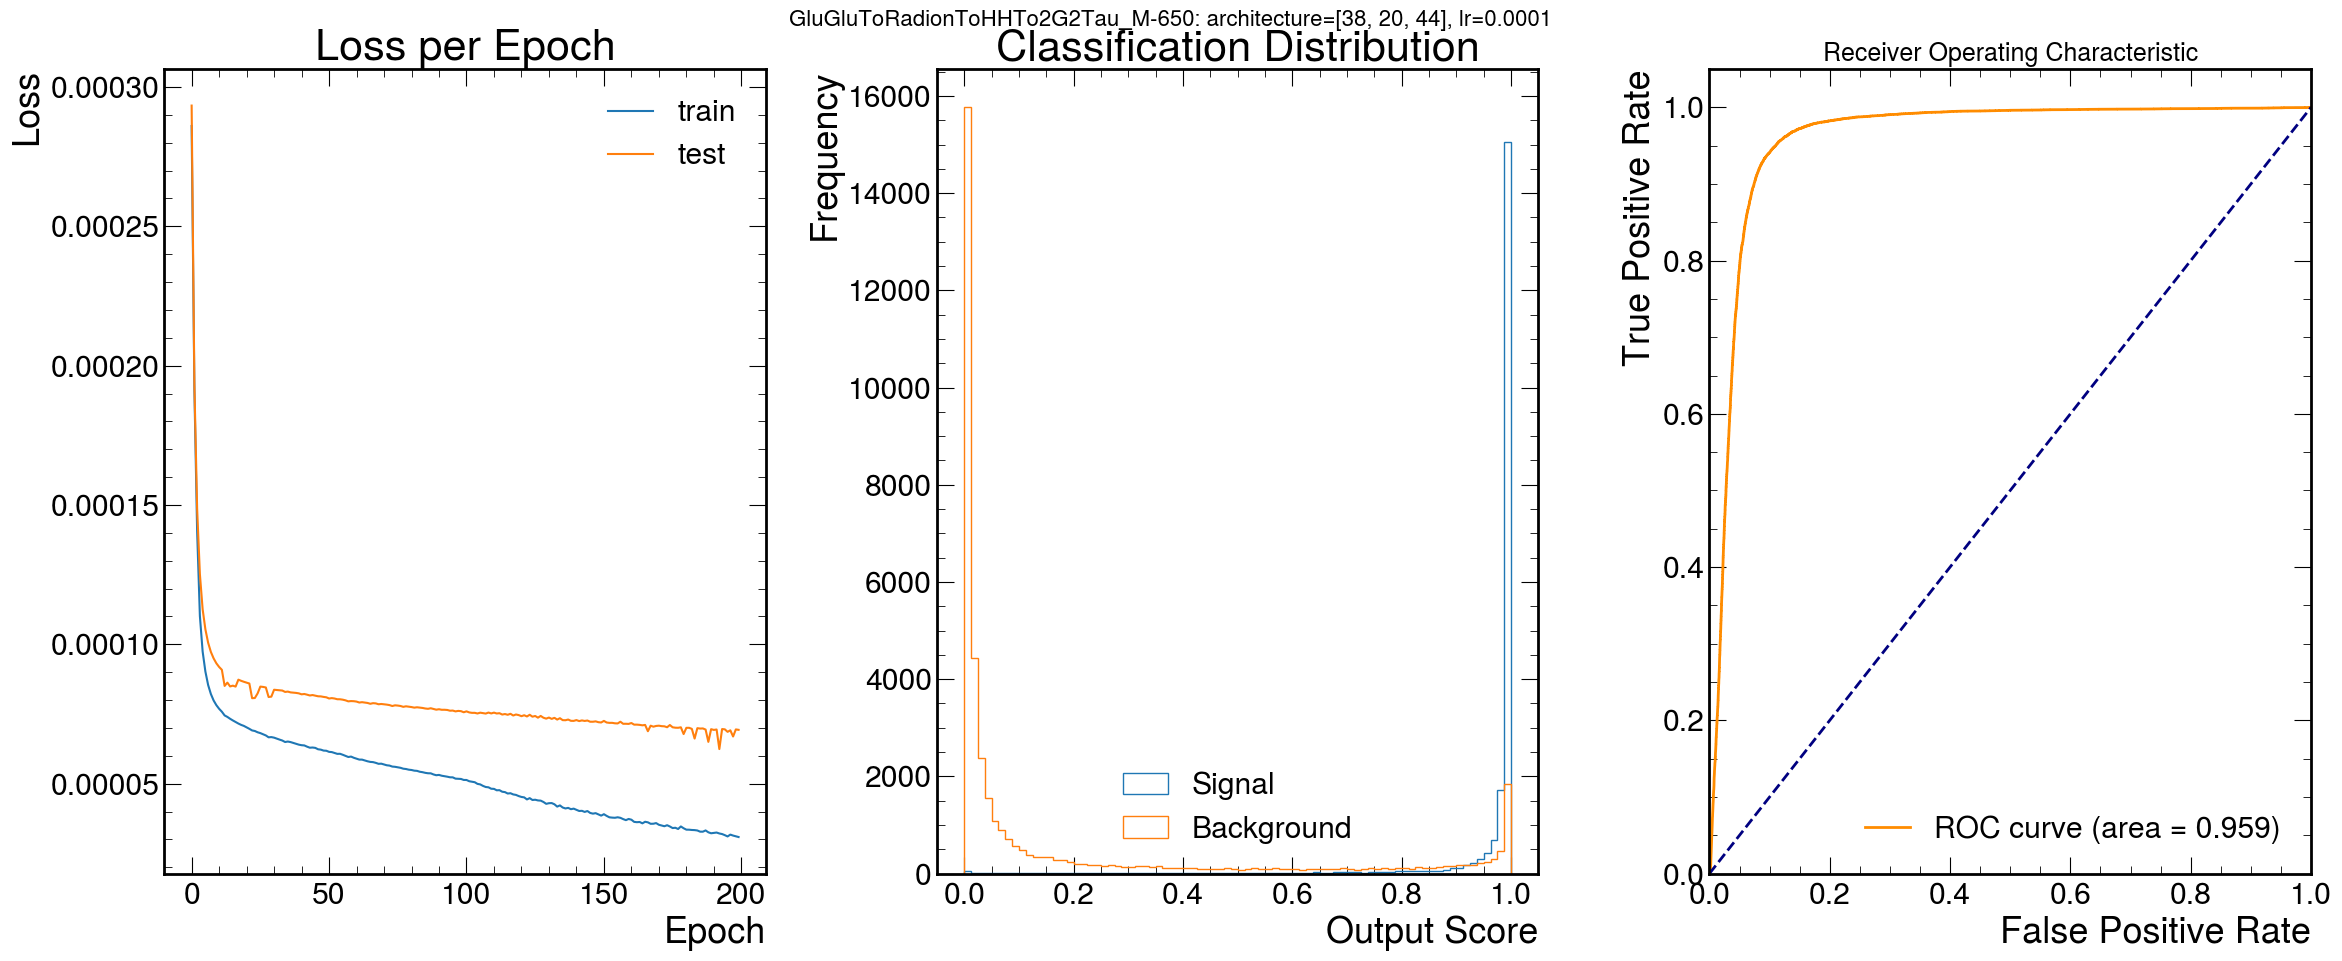 GluGluToRadionToHHTo2G2Tau_M-650: architecture=[38, 20, 44], lr=0.0001
Loss per Epoch
Loss
0.00030
0.00025
0.00020
0.00015
0.00010
0.00005
train
test
0 50 100 150 200
Epoch
Classification Distribution
Frequency
16000
14000
12000
10000
8000
6000
4000
2000
0
Signal
Background
0.0 0.2 0.4 0.6 0.8 1.0
Output Score
Receiver Operating Characteristic
True Positive Rate
1.0
0.8
0.6
0.4
0.2
0.0
ROC curve (area = 0.959)
0.0 0.2 0.4 0.6 0.8 1.0
False Positive Rate